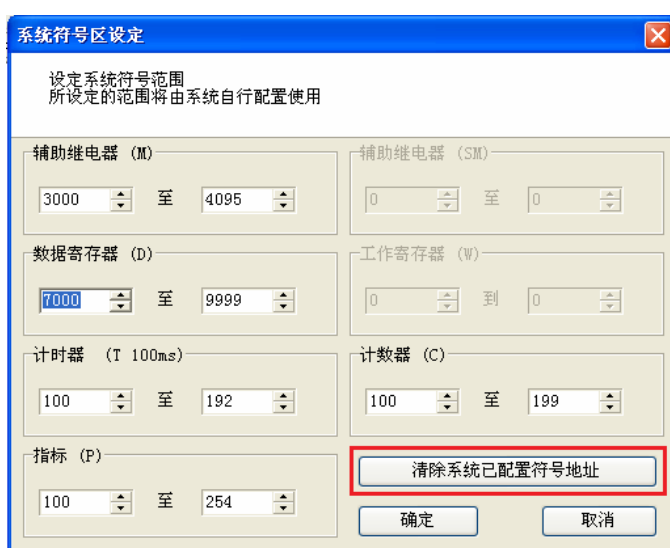 系统符号区设定
设定系统符号范围
所设定的范围将由系统自行配置使用
辅助继电器 (M)
3000 至 4095
辅助继电器 (SM)
0 至 0
数据寄存器 (D)
7000 至 9999
工作寄存器 (W)
0 到 0
计时器 (T 100ms)
100 至 192
计数器 (C)
100 至 199
指标 (P)
100 至 254
清除系统已配置符号地址
确定
取消